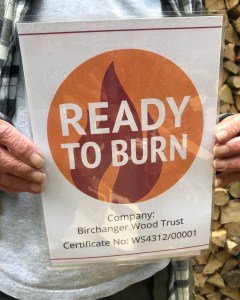 READY
TO BURN
Company:
Birchanger Wood Trust
Certificate No: WS4312/00001